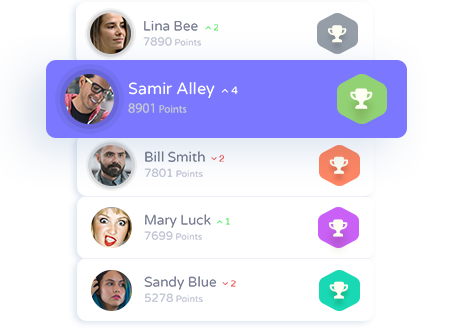 Lina Bee 2
7890 Points
Samir Alley 4
8901 Points
Bill Smith 2
7801 Points
Mary Luck 1
7699 Points
Sandy Blue 2
5278 Points